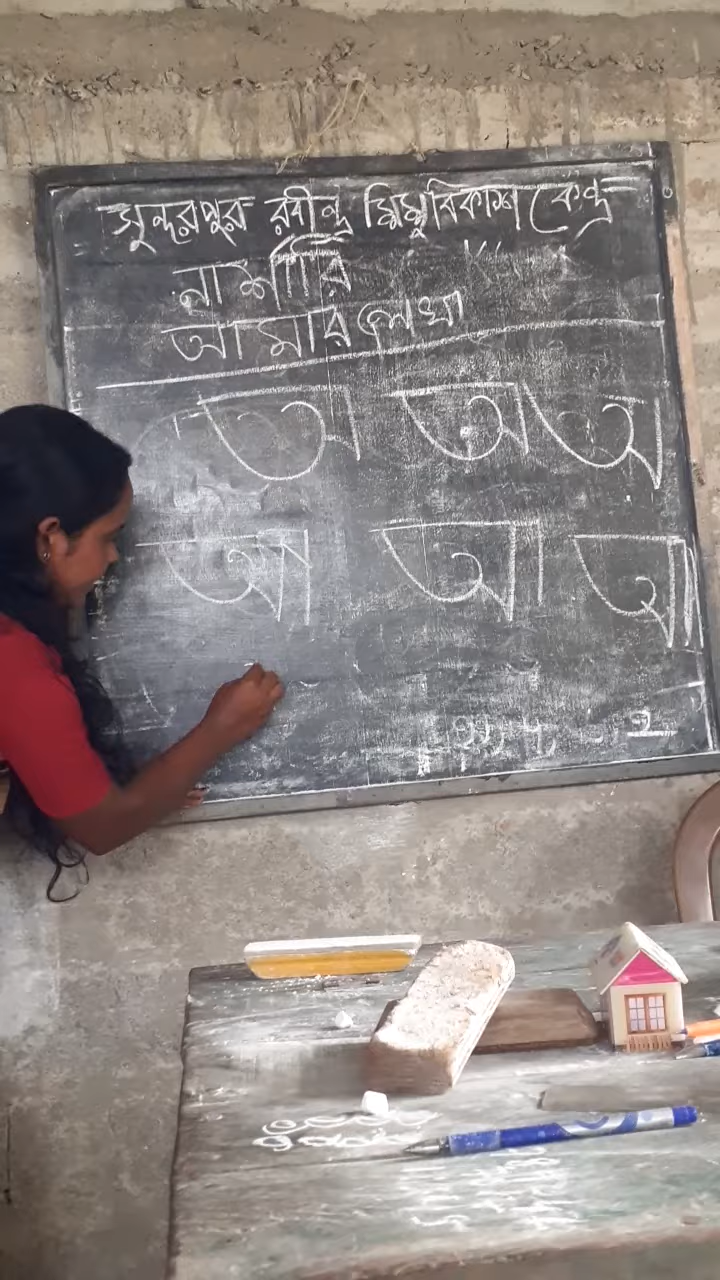 সুন্দরপুর রবীন্দ্র শিশুবিকাশ কেন্দ্র
নার্শারি
আমার লেখা
অ অ অ
আ আ আ